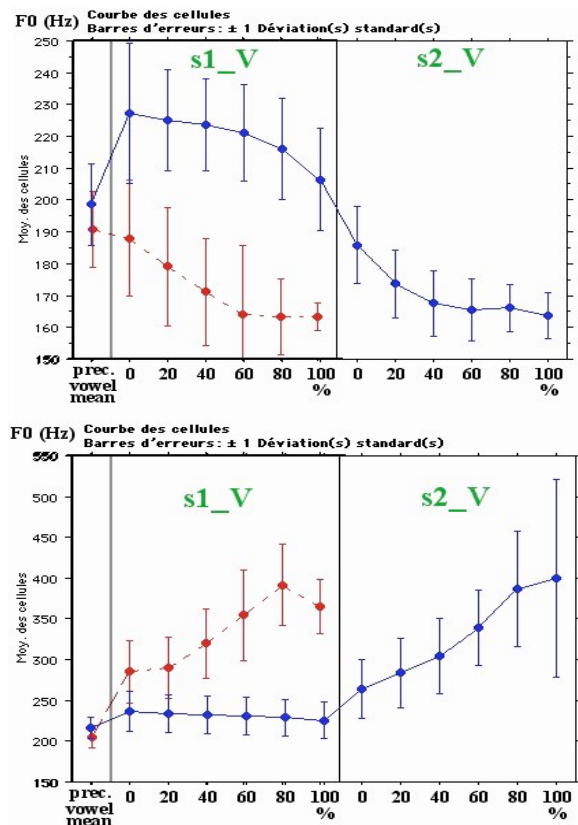 F0 (Hz) Courbe des cellules
Barres d'erreurs: ± 1 Déviation(s) standard(s)
250
240
230
220
210
200
190
180
170
160
150
Moy. des cellules
s1_V s2_V
prec. vowel mean 0 20 40 60 80 100 % 0 20 40 60 80 100 %
F0 (Hz) Courbe des cellules
Barres d'erreurs: ± 1 Déviation(s) standard(s)
550
500
450
400
350
300
250
200
150
Moy. des cellules
s1_V s2_V
prec. vowel mean 0 20 40 60 80 100 % 0 20 40 60 80 100 %